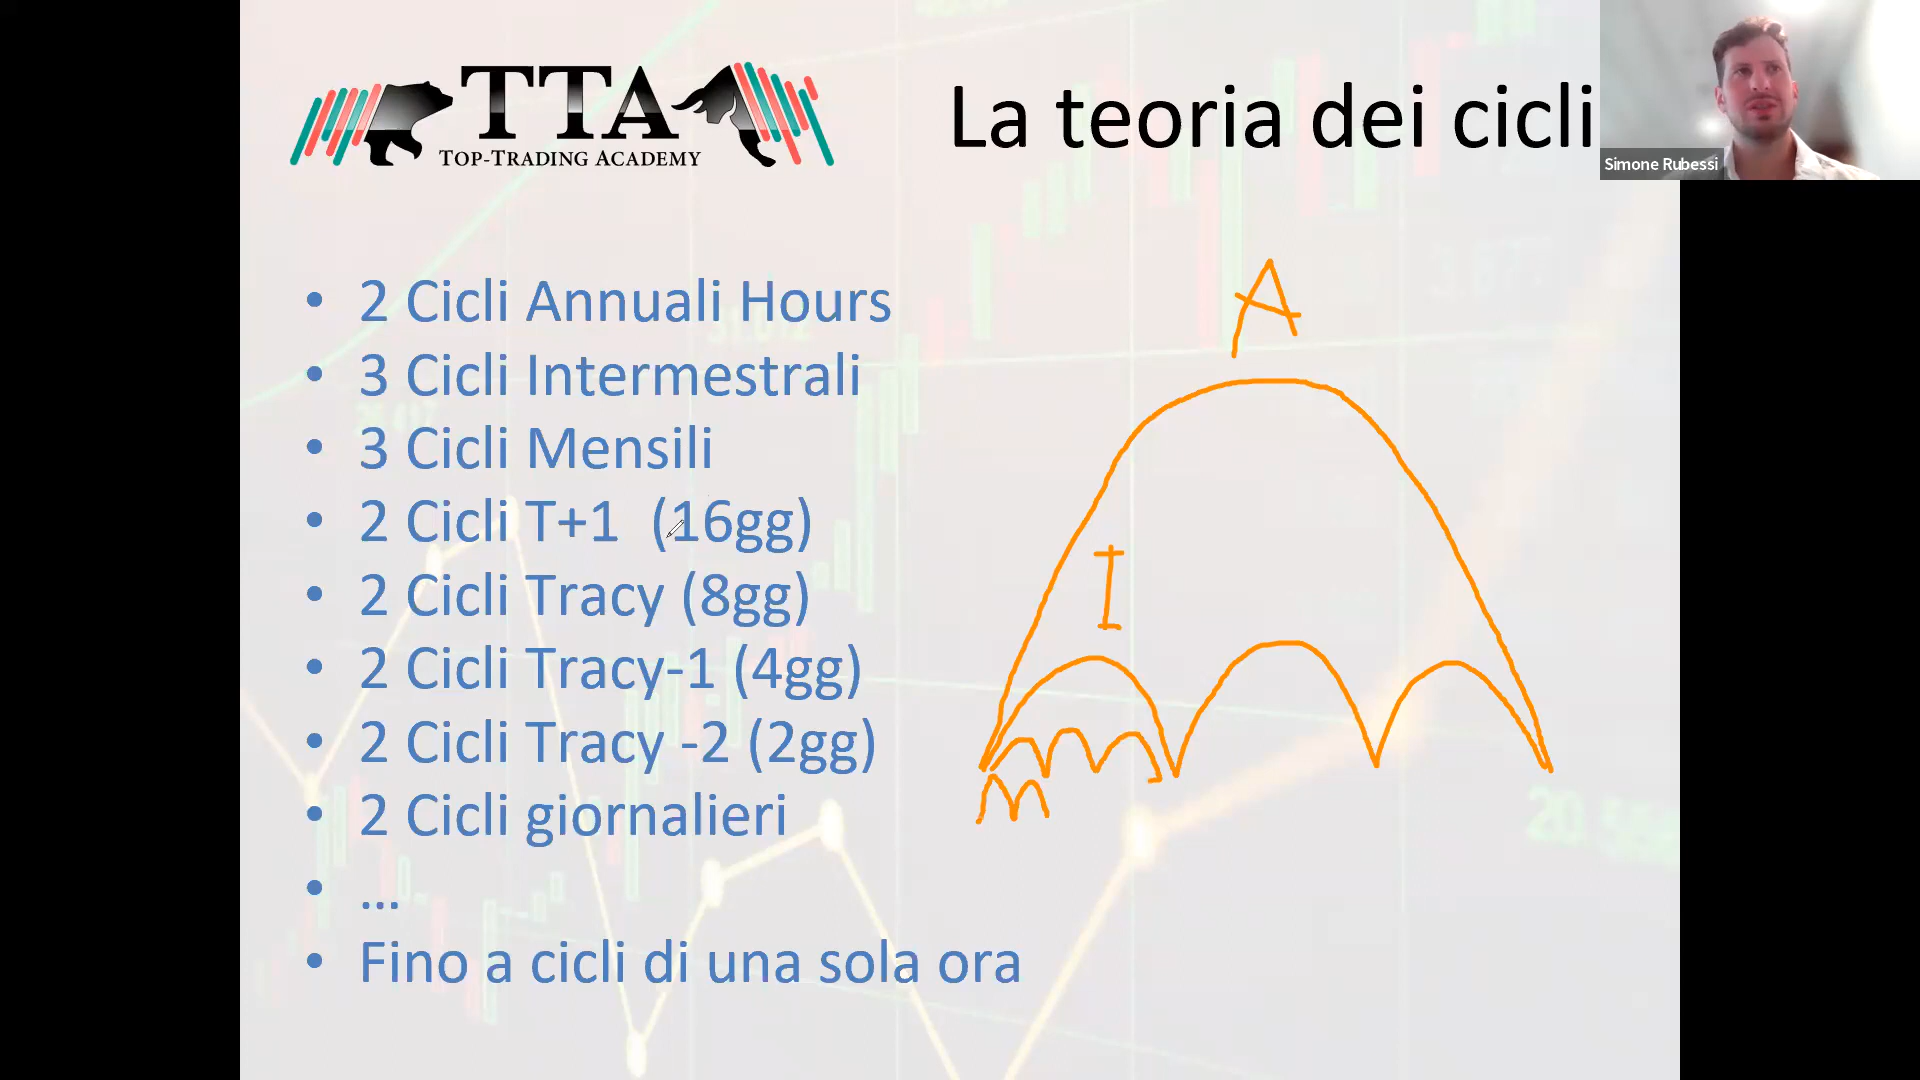 TTA
TOP-TRADING ACADEMY
La teoria dei cicli
Simone Rubessi
• 2 Cicli Annuali Hours
• 3 Cicli Intermestrali
• 3 Cicli Mensili
• 2 Cicli T+1 (16gg)
• 2 Cicli Tracy (8gg)
• 2 Cicli Tracy-1 (4gg)
• 2 Cicli Tracy -2 (2gg)
• 2 Cicli giornalieri
• ...
• Fino a cicli di una sola ora
A
I